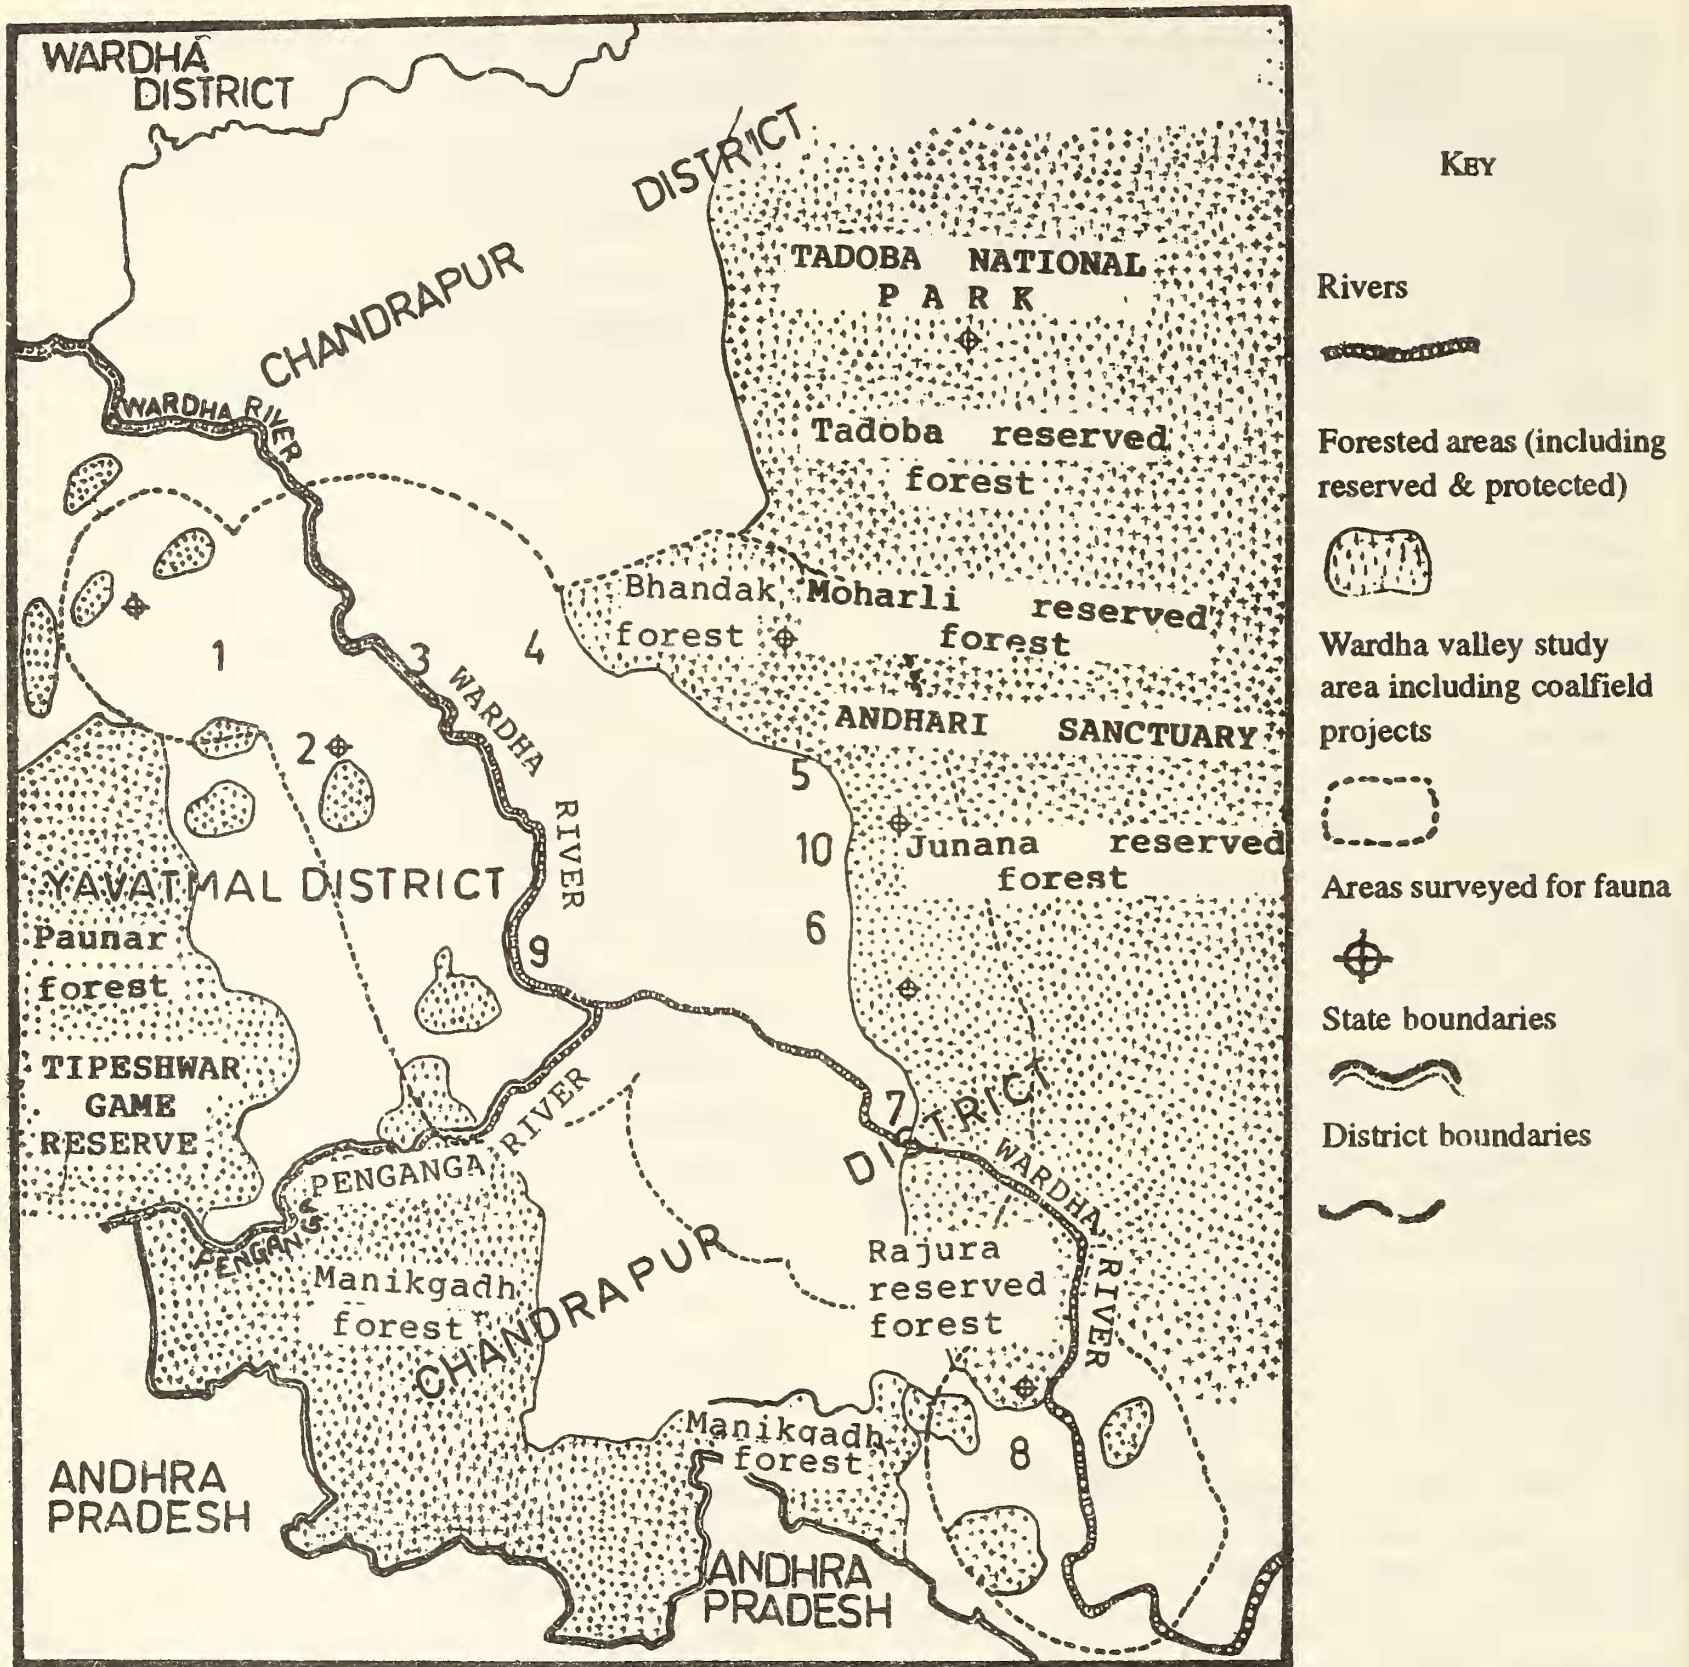 WARDHA
DISTRICT
DISTRICT
CHANDRAPUR
TADOBA NATIONAL
PARK
WARDHA RIVER
Tadoba reserved
forest
Bhandak
forest
Moharli reserved
forest
1
3
4
WARDHA
RIVER
2
ANDHARI SANCTUARY
5
10
Junana reserved
forest
YAVATMAL DISTRICT
6
9
Paunar
forest
TIPESHWAR
GAME
RESERVE
7
DISTRICT
PENGANGA RIVER
PENGANGA
WARDHA RIVER
Manikgadh
forest
CHANDRAPUR
Rajura
reserved
forest
Manikgadh
forest
8
ANDHRA
PRADESH
ANDHRA
PRADESH
KEY
Rivers
Forested areas (including
reserved & protected)
Wardha valley study
area including coalfield
projects
Areas surveyed for fauna
State boundaries
District boundaries